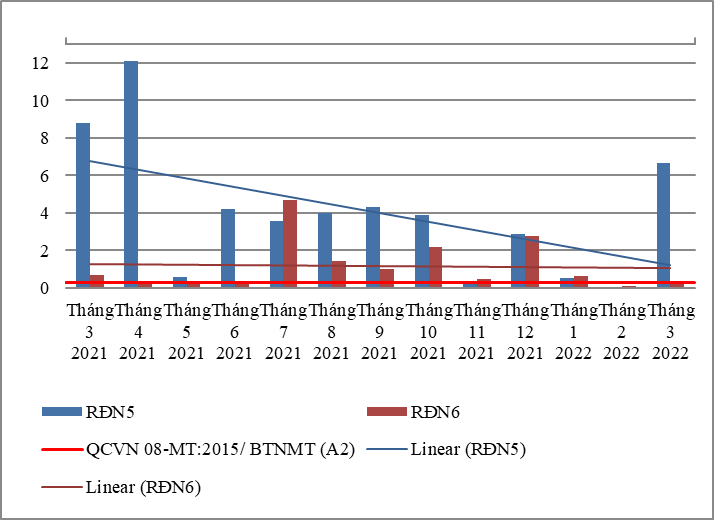 12
10
8
6
4
2
0
Tháng Tháng Tháng Tháng Tháng Tháng Tháng Tháng Tháng Tháng Tháng Tháng Tháng
3 4 5 6 7 8 9 10 11 12 1 2 3
2021 2021 2021 2021 2021 2021 2021 2021 2021 2021 2022 2022 2022
RĐN5 RĐN6
QCVN 08-MT:2015/ BTNMT (A2) Linear (RĐN5)
Linear (RĐN6)